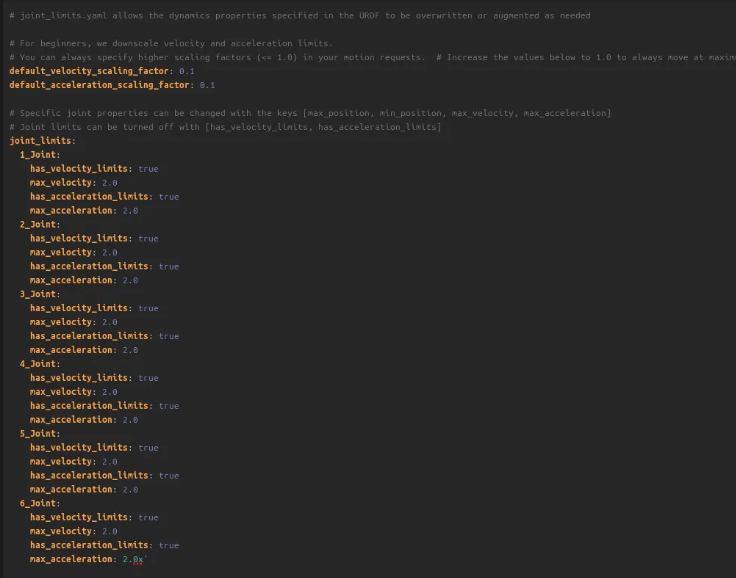 # joint_limits.yaml allows the dynamics properties specified in the URDF to be overwritten or augmented as needed
# For beginners, we downscale velocity and acceleration limits.
# You can always specify higher scaling factors (<= 1.0) in your motion requests.  # Increase the values below to 1.0 to always move at maxim
default_velocity_scaling_factor: 0.1
default_acceleration_scaling_factor: 0.1
# Specific joint properties can be changed with the keys [max_position, min_position, max_velocity, max_acceleration]
# Joint limits can be turned off with [has_velocity_limits, has_acceleration_limits]
joint_limits:
  1_Joint:
    has_velocity_limits: true
    max_velocity: 2.0
    has_acceleration_limits: true
    max_acceleration: 2.0
  2_Joint:
    has_velocity_limits: true
    max_velocity: 2.0
    has_acceleration_limits: true
    max_acceleration: 2.0
  3_Joint:
    has_velocity_limits: true
    max_velocity: 2.0
    has_acceleration_limits: true
    max_acceleration: 2.0
  4_Joint:
    has_velocity_limits: true
    max_velocity: 2.0
    has_acceleration_limits: true
    max_acceleration: 2.0
  5_Joint:
    has_velocity_limits: true
    max_velocity: 2.0
    has_acceleration_limits: true
    max_acceleration: 2.0
  6_Joint:
    has_velocity_limits: true
    max_velocity: 2.0
    has_acceleration_limits: true
    max_acceleration: 2.0x`